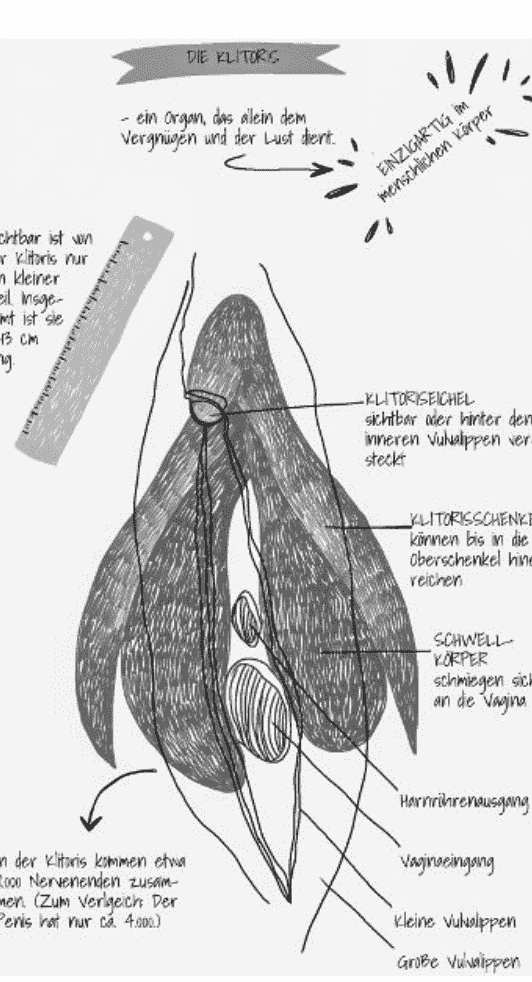 DIE KLITORIS
- ein Organ, das allein dem
Vergnügen und der Lust dient.
EINZIGARTIG im
menschlichen Körper
chtbar ist von
r Klitoris nur
n kleiner
eil. Insge-
mt ist sie
-13 cm
ng.
KLITORISEICHEL
sichtbar oder hinter den
inneren Vulvalippen ver
steckt
KLITORISSCHENKE
können bis in die
Oberschenkel hine
reichen
SCHWELL-
KÖRPER
schmiegen sich
an die Vagina
Harnröhrenausgang
Vaginaeingang
Kleine Vulvalippen
Große Vulvalippen
n der Klitoris kommen etwa
.000 Nervenenden zusam-
men. (Zum Verlgeich: Der
Penis hat nur ca. 4.000.)